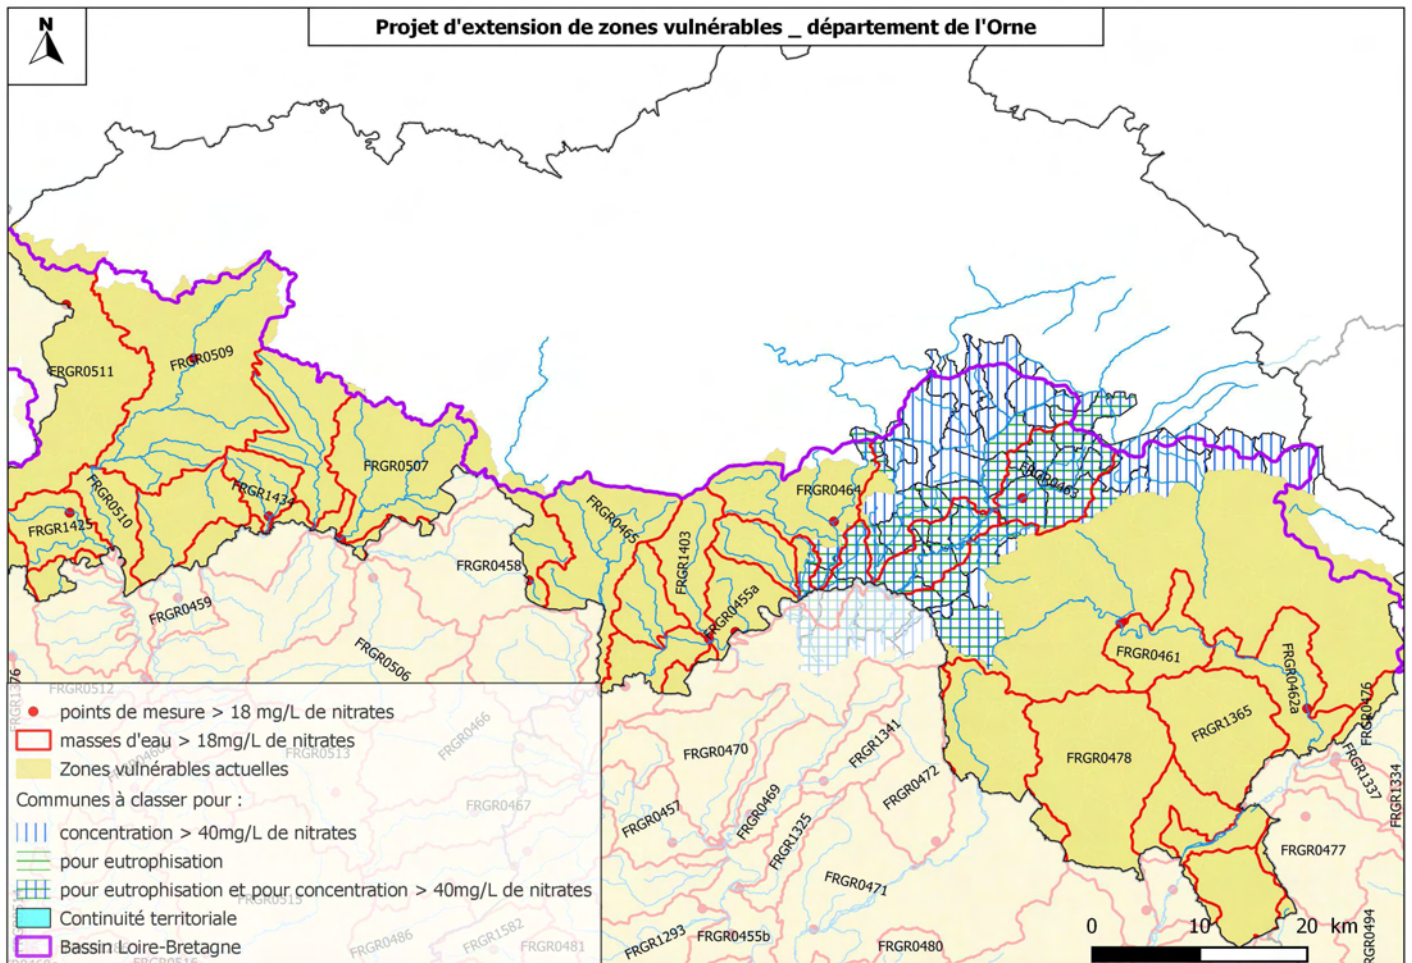 Projet d'extension de zones vulnérables _ département de l'Orne
N
FRGR0511
FRGR0509
FRGR0507
FRGR0510
FRGR1434
FRGR1425
FRGR0464
FRGR0463
FRGR0465
FRGR1403
FRGR0458
FRGR0455a
FRGR0459
FRGR0506
FRGR0461
FRGR0462a
FRGR0476
FRGR1365
FRGR0478
FRGR0512
FRGR0466
FRGR0513
FRGR0467
FRGR0515
FRGR0486
FRGR1582
FRGR0481
FRGR0516
FRGR0470
FRGR1341
FRGR0472
FRGR0469
FRGR0457
FRGR1325
FRGR0471
FRGR1293
FRGR0455b
FRGR0480
FRGR1337
FRGR1334
FRGR0477
FRGR0494
points de mesure > 18 mg/L de nitrates
masses d'eau > 18mg/L de nitrates
Zones vulnérables actuelles
Communes à classer pour :
concentration > 40mg/L de nitrates
pour eutrophisation
pour eutrophisation et pour concentration > 40mg/L de nitrates
Continuité territoriale
Bassin Loire-Bretagne
0 10 20 km